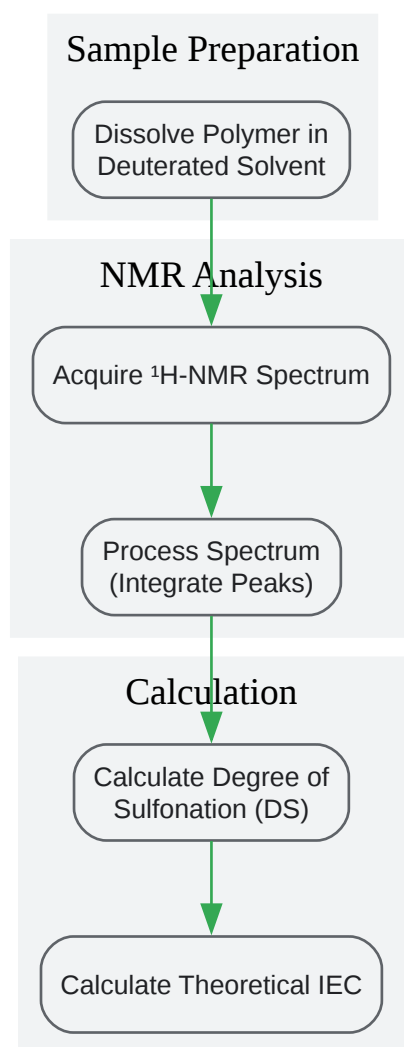 Sample Preparation
Dissolve Polymer in
Deuterated Solvent
NMR Analysis
Acquire ¹H-NMR Spectrum
Process Spectrum
(Integrate Peaks)
Calculation
Calculate Degree of
Sulfonation (DS)
Calculate Theoretical IEC